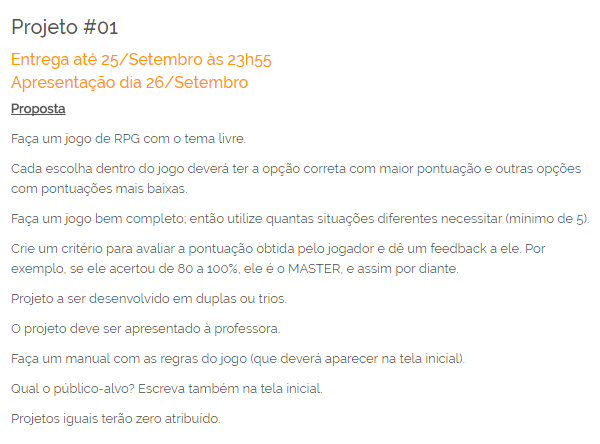 Projeto #01
Entrega até 25/Setembro às 23h55
Apresentação dia 26/Setembro
Proposta
Faça um jogo de RPG com o tema livre.
Cada escolha dentro do jogo deverá ter a opção correta com maior pontuação e outras opções
com pontuações mais baixas.
Faça um jogo bem completo; então utilize quantas situações diferentes necessitar (mínimo de 5).
Crie um critério para avaliar a pontuação obtida pelo jogador e dê um feedback a ele. Por
exemplo, se ele acertou de 80 a 100%, ele é o MASTER, e assim por diante.
Projeto a ser desenvolvido em duplas ou trios.
O projeto deve ser apresentado à professora.
Faça um manual com as regras do jogo (que deverá aparecer na tela inicial).
Qual o público-alvo? Escreva também na tela inicial.
Projetos iguais terão zero atribuído.